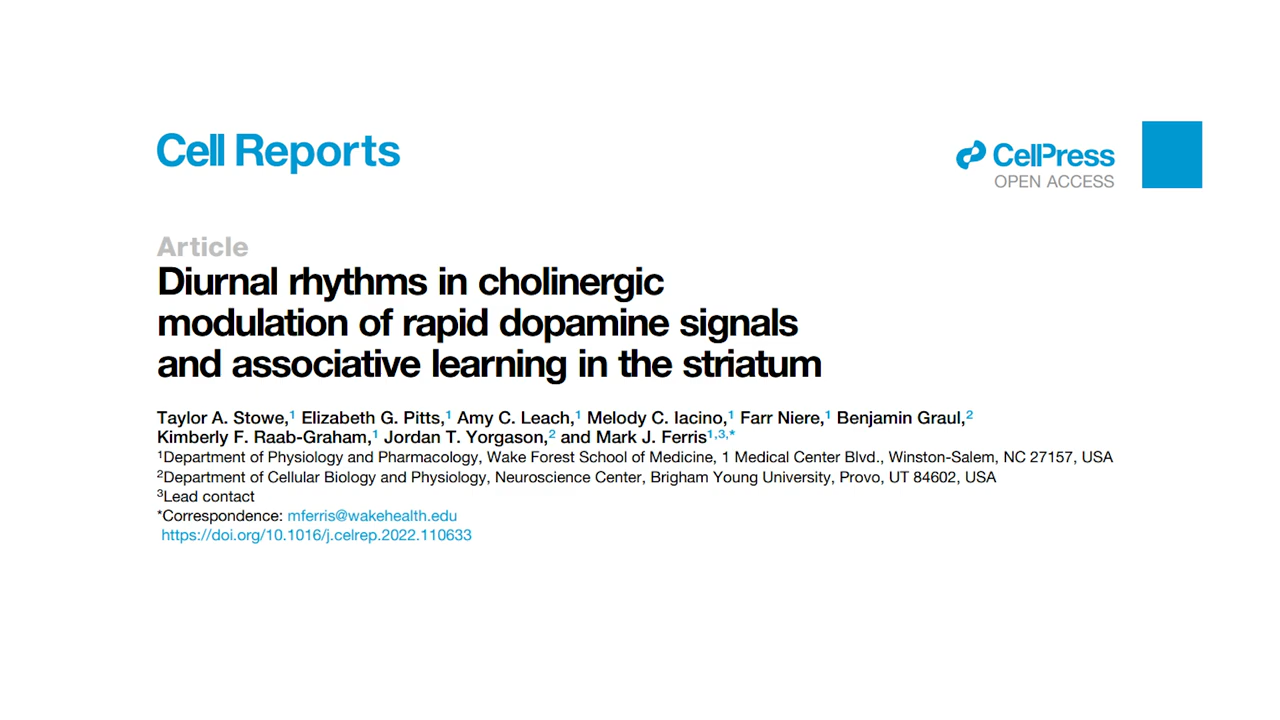 Cell Reports
CellPress
OPEN ACCESS
Article
Diurnal rhythms in cholinergic
modulation of rapid dopamine signals
and associative learning in the striatum
Taylor A. Stowe,¹ Elizabeth G. Pitts,¹ Amy C. Leach,¹ Melody C. Iacino,¹ Farr Niere,¹ Benjamin Graul,²
Kimberly F. Raab-Graham,¹ Jordan T. Yorgason,² and Mark J. Ferris¹,³,*
¹Department of Physiology and Pharmacology, Wake Forest School of Medicine, 1 Medical Center Blvd., Winston-Salem, NC 27157, USA
²Department of Cellular Biology and Physiology, Neuroscience Center, Brigham Young University, Provo, UT 84602, USA
³Lead contact
*Correspondence: mferris@wakehealth.edu
https://doi.org/10.1016/j.celrep.2022.110633